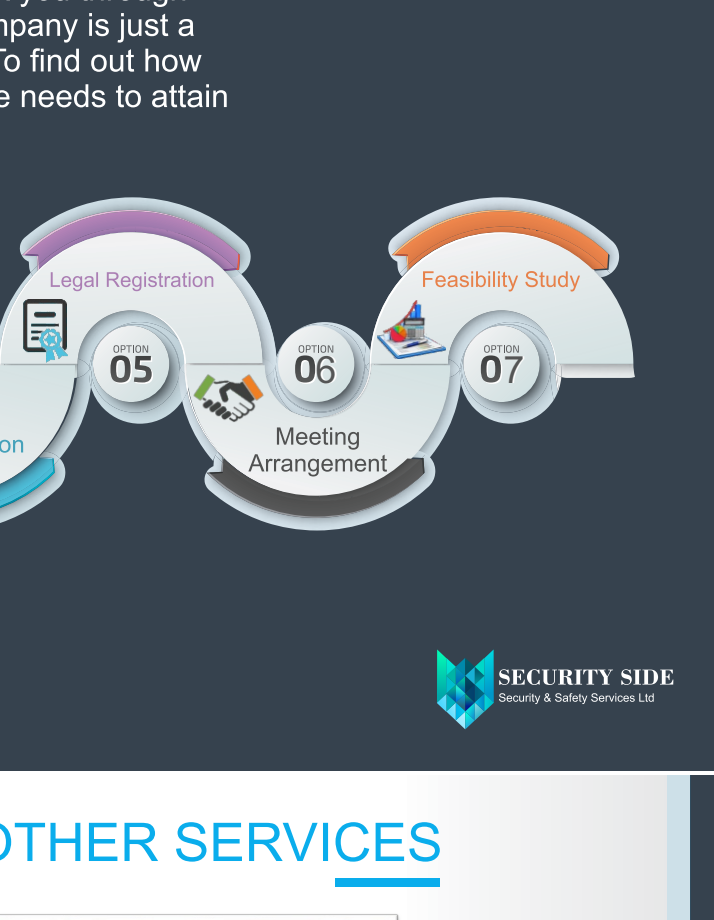 mpany is just a
To find out how
e needs to attain
Legal Registration
Feasibility Study
OPTION
05
OPTION
06
OPTION
07
on
Meeting
Arrangement
SECURITY SIDE
Security & Safety Services Ltd
OTHER SERVICES